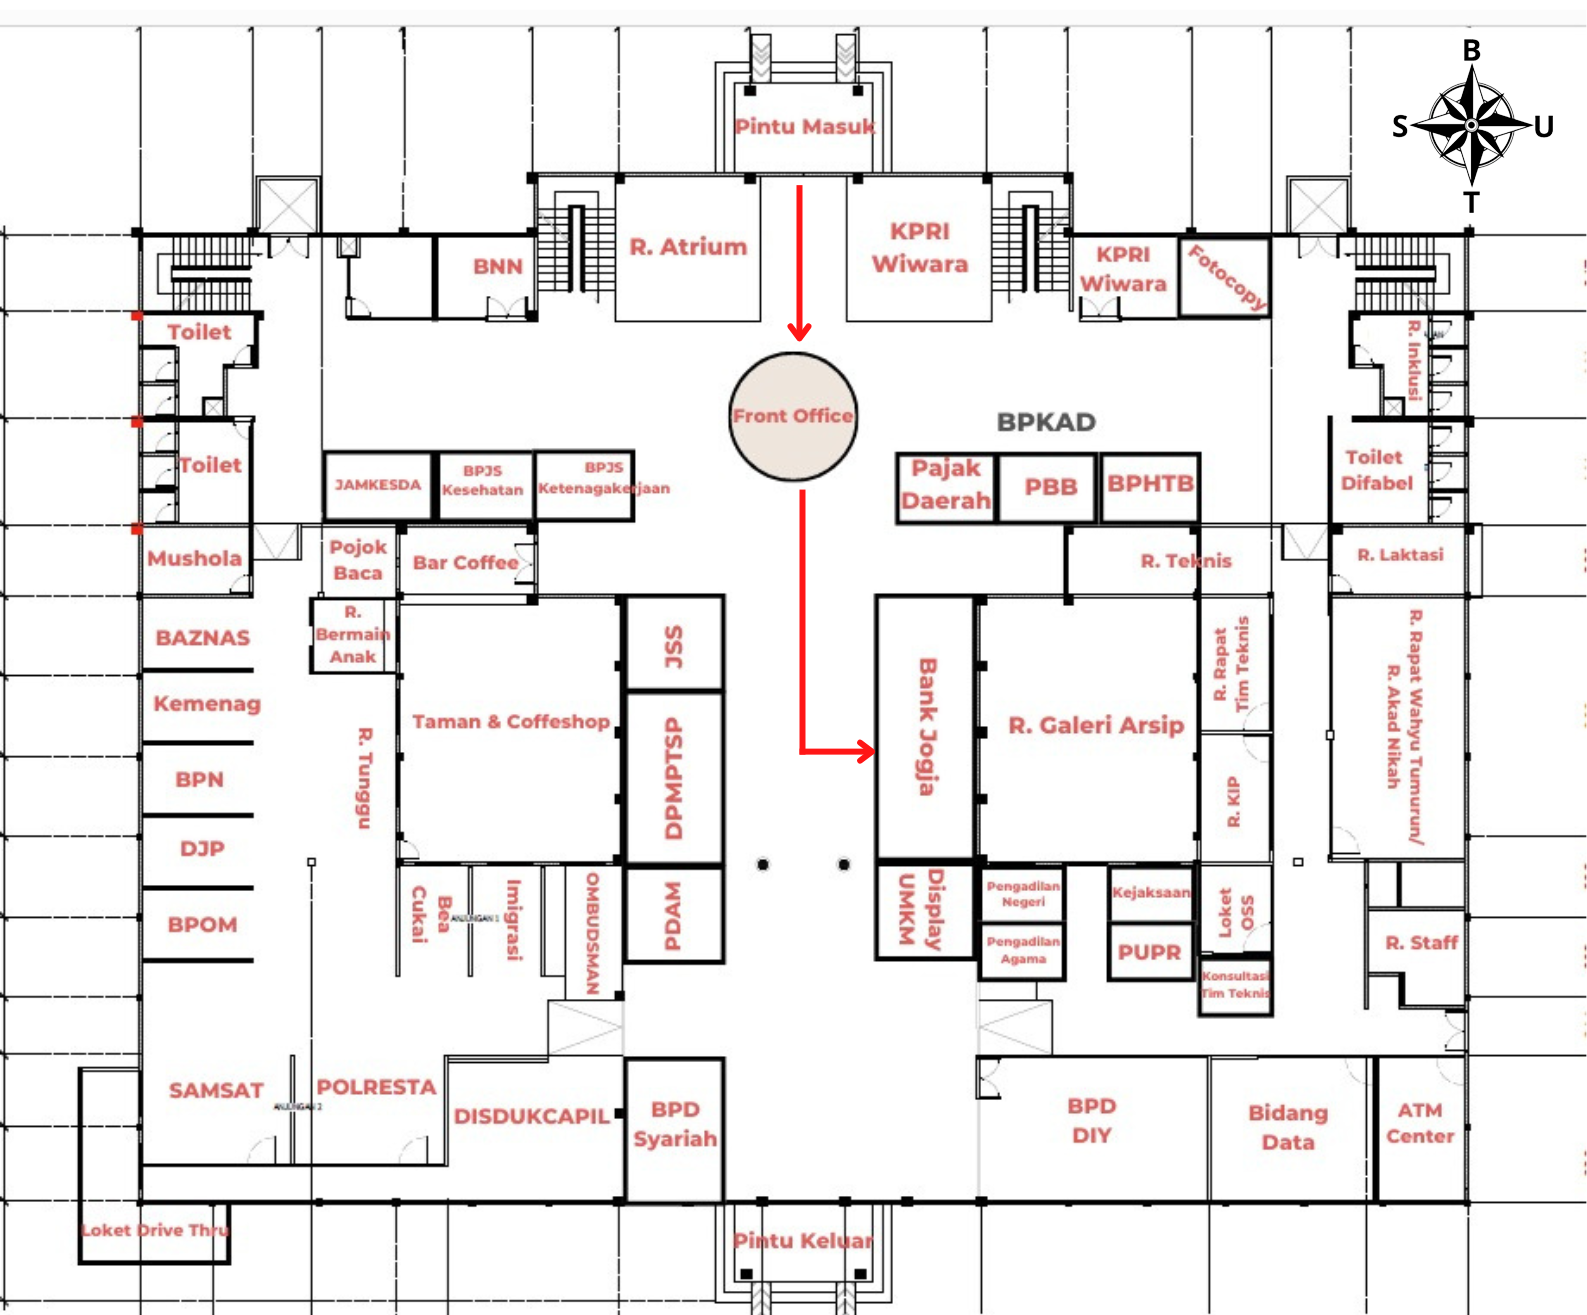 B
S
U
T
Pintu Masuk
R. Atrium
KPRI
Wiwara
BNN
KPRI
Wiwara
Fotocopy
Toilet
R. Inklusi
Front Office
BPKAD
Toilet
JAMKESDA
BPJS
Kesehatan
BPJS
Ketenagakerjaan
Pajak
Daerah
PBB
BPHTB
Toilet
Difabel
Mushola
Pojok
Baca
Bar Coffee
R. Teknis
R. Laktasi
BAZNAS
R.
Bermain
Anak
JSS
Bank Jogja
R. Rapat
Tim Teknis
R. Rapat Wahyu Tumurun/
R. Akad Nikah
Kemenag
Taman & Coffeshop
R. Galeri Arsip
BPN
R. Tunggu
DPMPTSP
R. KIP
DJP
BPOM
Bea
Cukai
ANJUNGAN 1
Imigrasi
OMBUDSMAN
PDAM
Display
UMKM
Pengadilan
Negeri
Kejaksaan
Loket
OSS
Pengadilan
Agama
PUPR
R. Staff
Konsultasi
Tim Teknis
SAMSAT
ANJUNGAN 2
POLRESTA
DISDUKCAPIL
BPD
Syariah
BPD
DIY
Bidang
Data
ATM
Center
Loket Drive Thru
Pintu Keluar